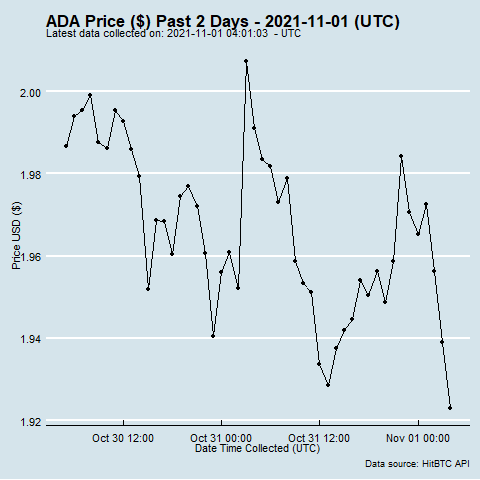 ADA Price ($) Past 2 Days - 2021-11-01 (UTC)
Latest data collected on: 2021-11-01 04:01:03  - UTC
2.00
1.98
1.96
1.94
1.92
Price USD ($)
Oct 30 12:00
Oct 31 00:00
Oct 31 12:00
Nov 01 00:00
Date Time Collected (UTC)
Data source: HitBTC API